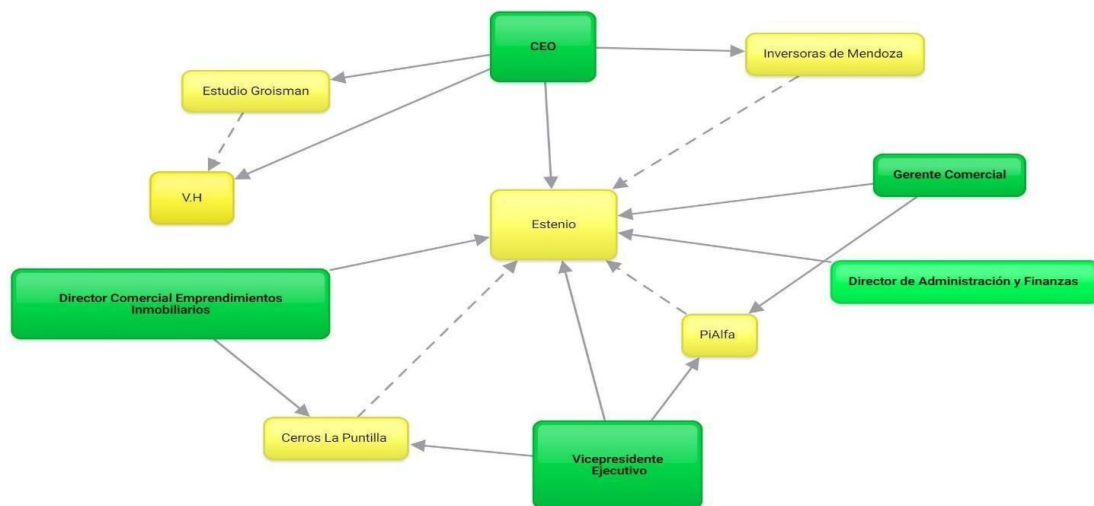 CEO
Inversoras de Mendoza
Estudio Groisman
V.H
Gerente Comercial
Estenio
Director Comercial Emprendimientos
Inmobiliarios
Director de Administración y Finanzas
PiAlfa
Cerros La Puntilla
Vicepresidente
Ejecutivo